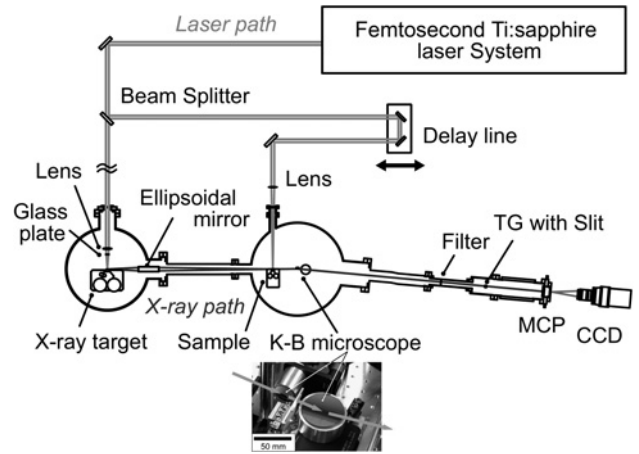 Laser path
Femtosecond Ti:sapphire
laser System
Beam Splitter
Delay line
Lens
Lens
Ellipsoidal
mirror
Glass
plate
TG with Slit
Filter
X-ray path
X-ray target
Sample
K-B microscope
MCP
CCD
50 mm